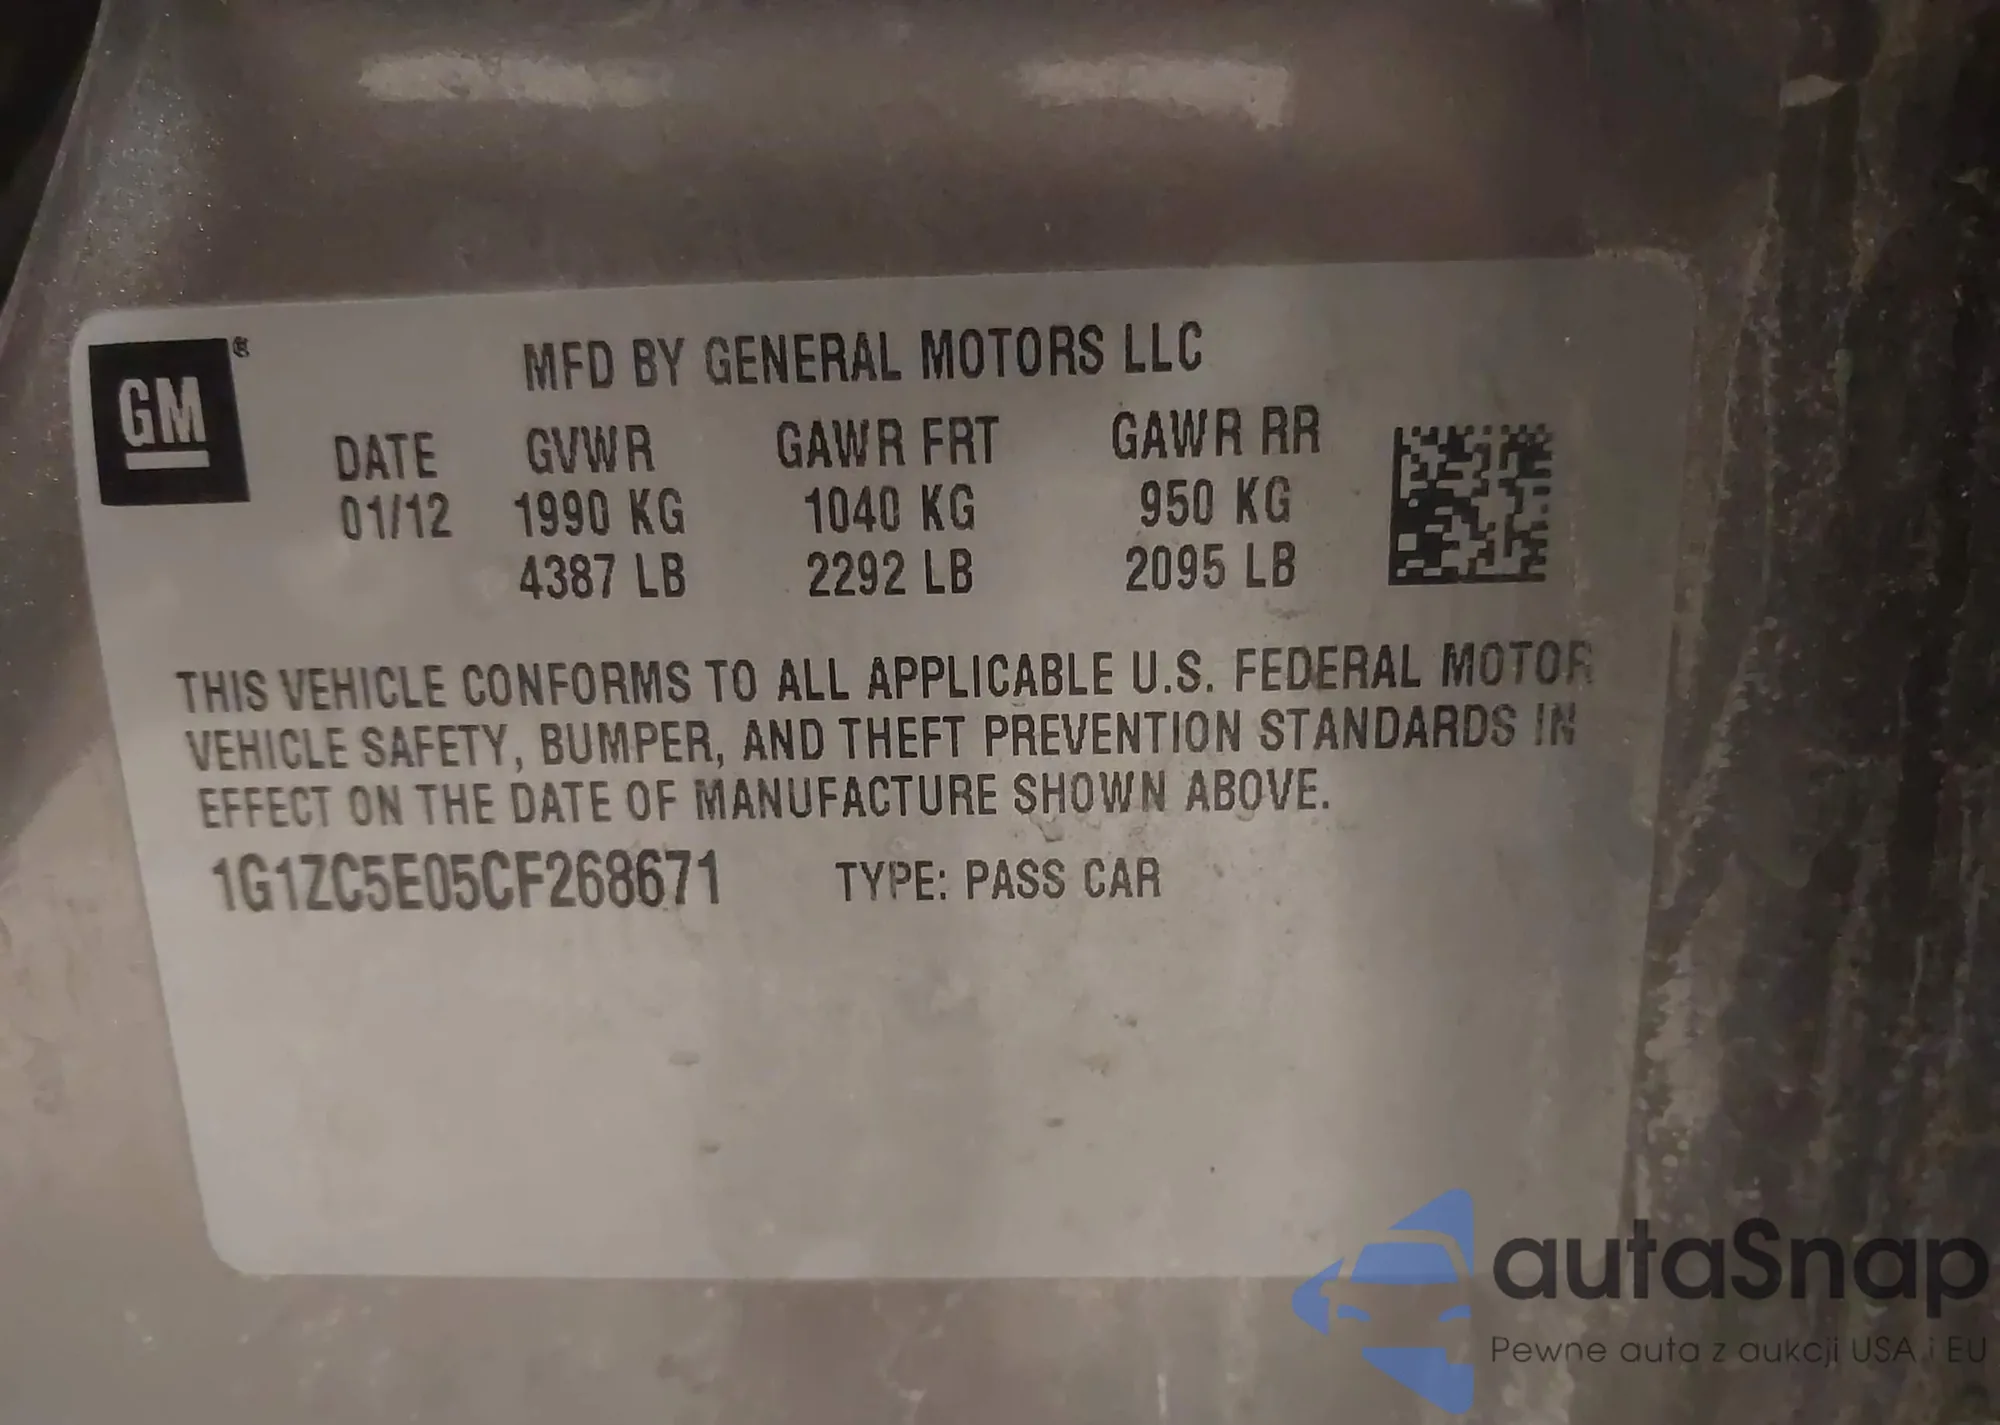 GM®
MFD BY GENERAL MOTORS LLC
DATE GVWR GAWR FRT GAWR RR
01/12 1990 KG 1040 KG 950 KG
4387 LB 2292 LB 2095 LB
THIS VEHICLE CONFORMS TO ALL APPLICABLE U.S. FEDERAL MOTOR
VEHICLE SAFETY, BUMPER, AND THEFT PREVENTION STANDARDS IN
EFFECT ON THE DATE OF MANUFACTURE SHOWN ABOVE.
1G1ZC5E05CF268671 TYPE: PASS CAR
autaSnap
Pewne auta z aukcji USA i EU